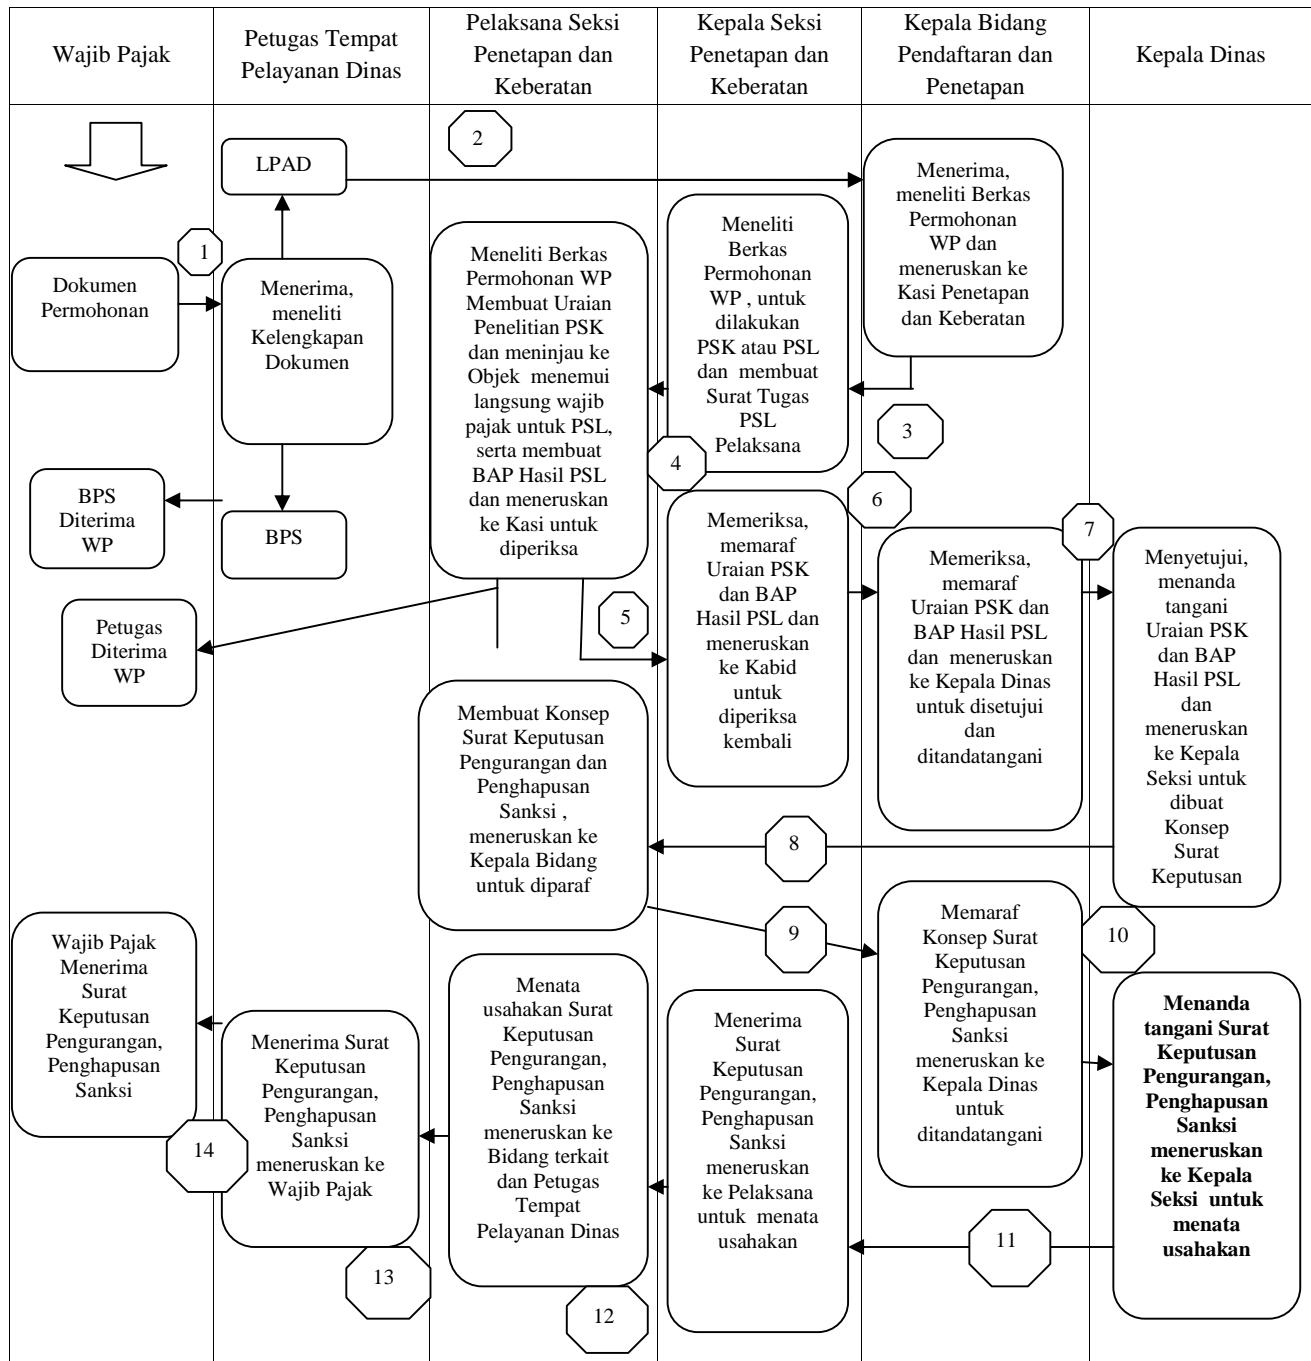 Wajib Pajak
Petugas Tempat
Pelayanan Dinas
Pelaksana Seksi
Penetapan dan
Keberatan
Kepala Seksi
Penetapan dan
Keberatan
Kepala Bidang
Pendaftaran dan
Penetapan
Kepala Dinas
2
LPAD
Menerima,
meneliti Berkas
Permohonan
WP dan
meneruskan ke
Kasi Penetapan
dan Keberatan
1
Dokumen
Permohonan
Menerima,
meneliti
Kelengkapan
Dokumen
Meneliti Berkas
Permohonan WP
Membuat Uraian
Penelitian PSK
dan meninjau ke
Objek menemui
langsung wajib
pajak untuk PSL,
serta membuat
BAP Hasil PSL
dan meneruskan
ke Kasi untuk
diperiksa
Meneliti
Berkas
Permohonan
WP , untuk
dilakukan
PSK atau PSL
dan membuat
Surat Tugas
PSL
Pelaksana
3
4
BPS
Diterima
WP
BPS
6
7
Memeriksa,
memaraf
Uraian PSK
dan BAP
Hasil PSL dan
meneruskan
ke Kabid
untuk
diperiksa
kembali
Memeriksa,
memaraf
Uraian PSK dan
BAP Hasil PSL
dan meneruskan
ke Kepala Dinas
untuk disetujui
dan
ditandatangani
Menyetujui,
menanda
tangani
Uraian PSK
dan BAP
Hasil PSL
dan
meneruskan
ke Kepala
Seksi untuk
dibuat
Konsep
Surat
Keputusan
Petugas
Diterima
WP
5
Membuat Konsep
Surat Keputusan
Pengurangan dan
Penghapusan
Sanksi ,
meneruskan ke
Kepala Bidang
untuk diparaf
8
9
Memaraf
Konsep Surat
Keputusan
Pengurangan,
Penghapusan
Sanksi
meneruskan ke
Kepala Dinas
untuk
ditandatangani
10
Wajib Pajak
Menerima
Surat
Keputusan
Pengurangan,
Penghapusan
Sanksi
Menerima Surat
Keputusan
Pengurangan,
Penghapusan
Sanksi
meneruskan ke
Wajib Pajak
Menata
usahakan Surat
Keputusan
Pengurangan,
Penghapusan
Sanksi
meneruskan ke
Bidang terkait
dan Petugas
Tempat
Pelayanan Dinas
Menerima
Surat
Keputusan
Pengurangan,
Penghapusan
Sanksi
meneruskan
ke Pelaksana
untuk menata
usahakan
Menanda
tangani Surat
Keputusan
Pengurangan,
Penghapusan
Sanksi
meneruskan
ke Kepala
Seksi untuk
menata
usahakan
14
13
12
11